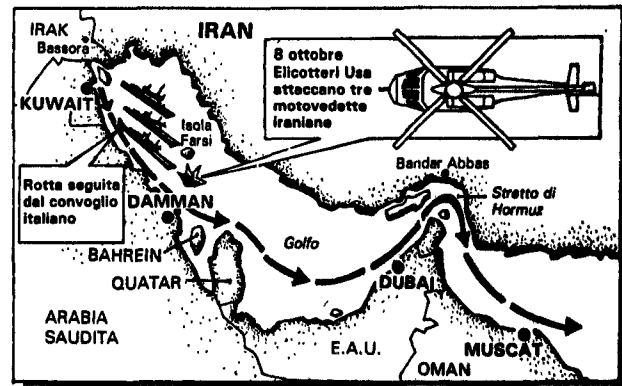 IRAK
Bassora
IRAN
8 ottobre
Elicotteri Usa
attaccano tre
motovedette
iraniane
KUWAIT
Isola
Farsi
Rotta seguita
dal convoglio
italiano
Bandar Abbas
Stretto di
Hormuz
DAMMAN
Golfo
BAHREIN
QUATAR
DUBAI
ARABIA
SAUDITA
E.A.U.
MUSCAT
OMAN